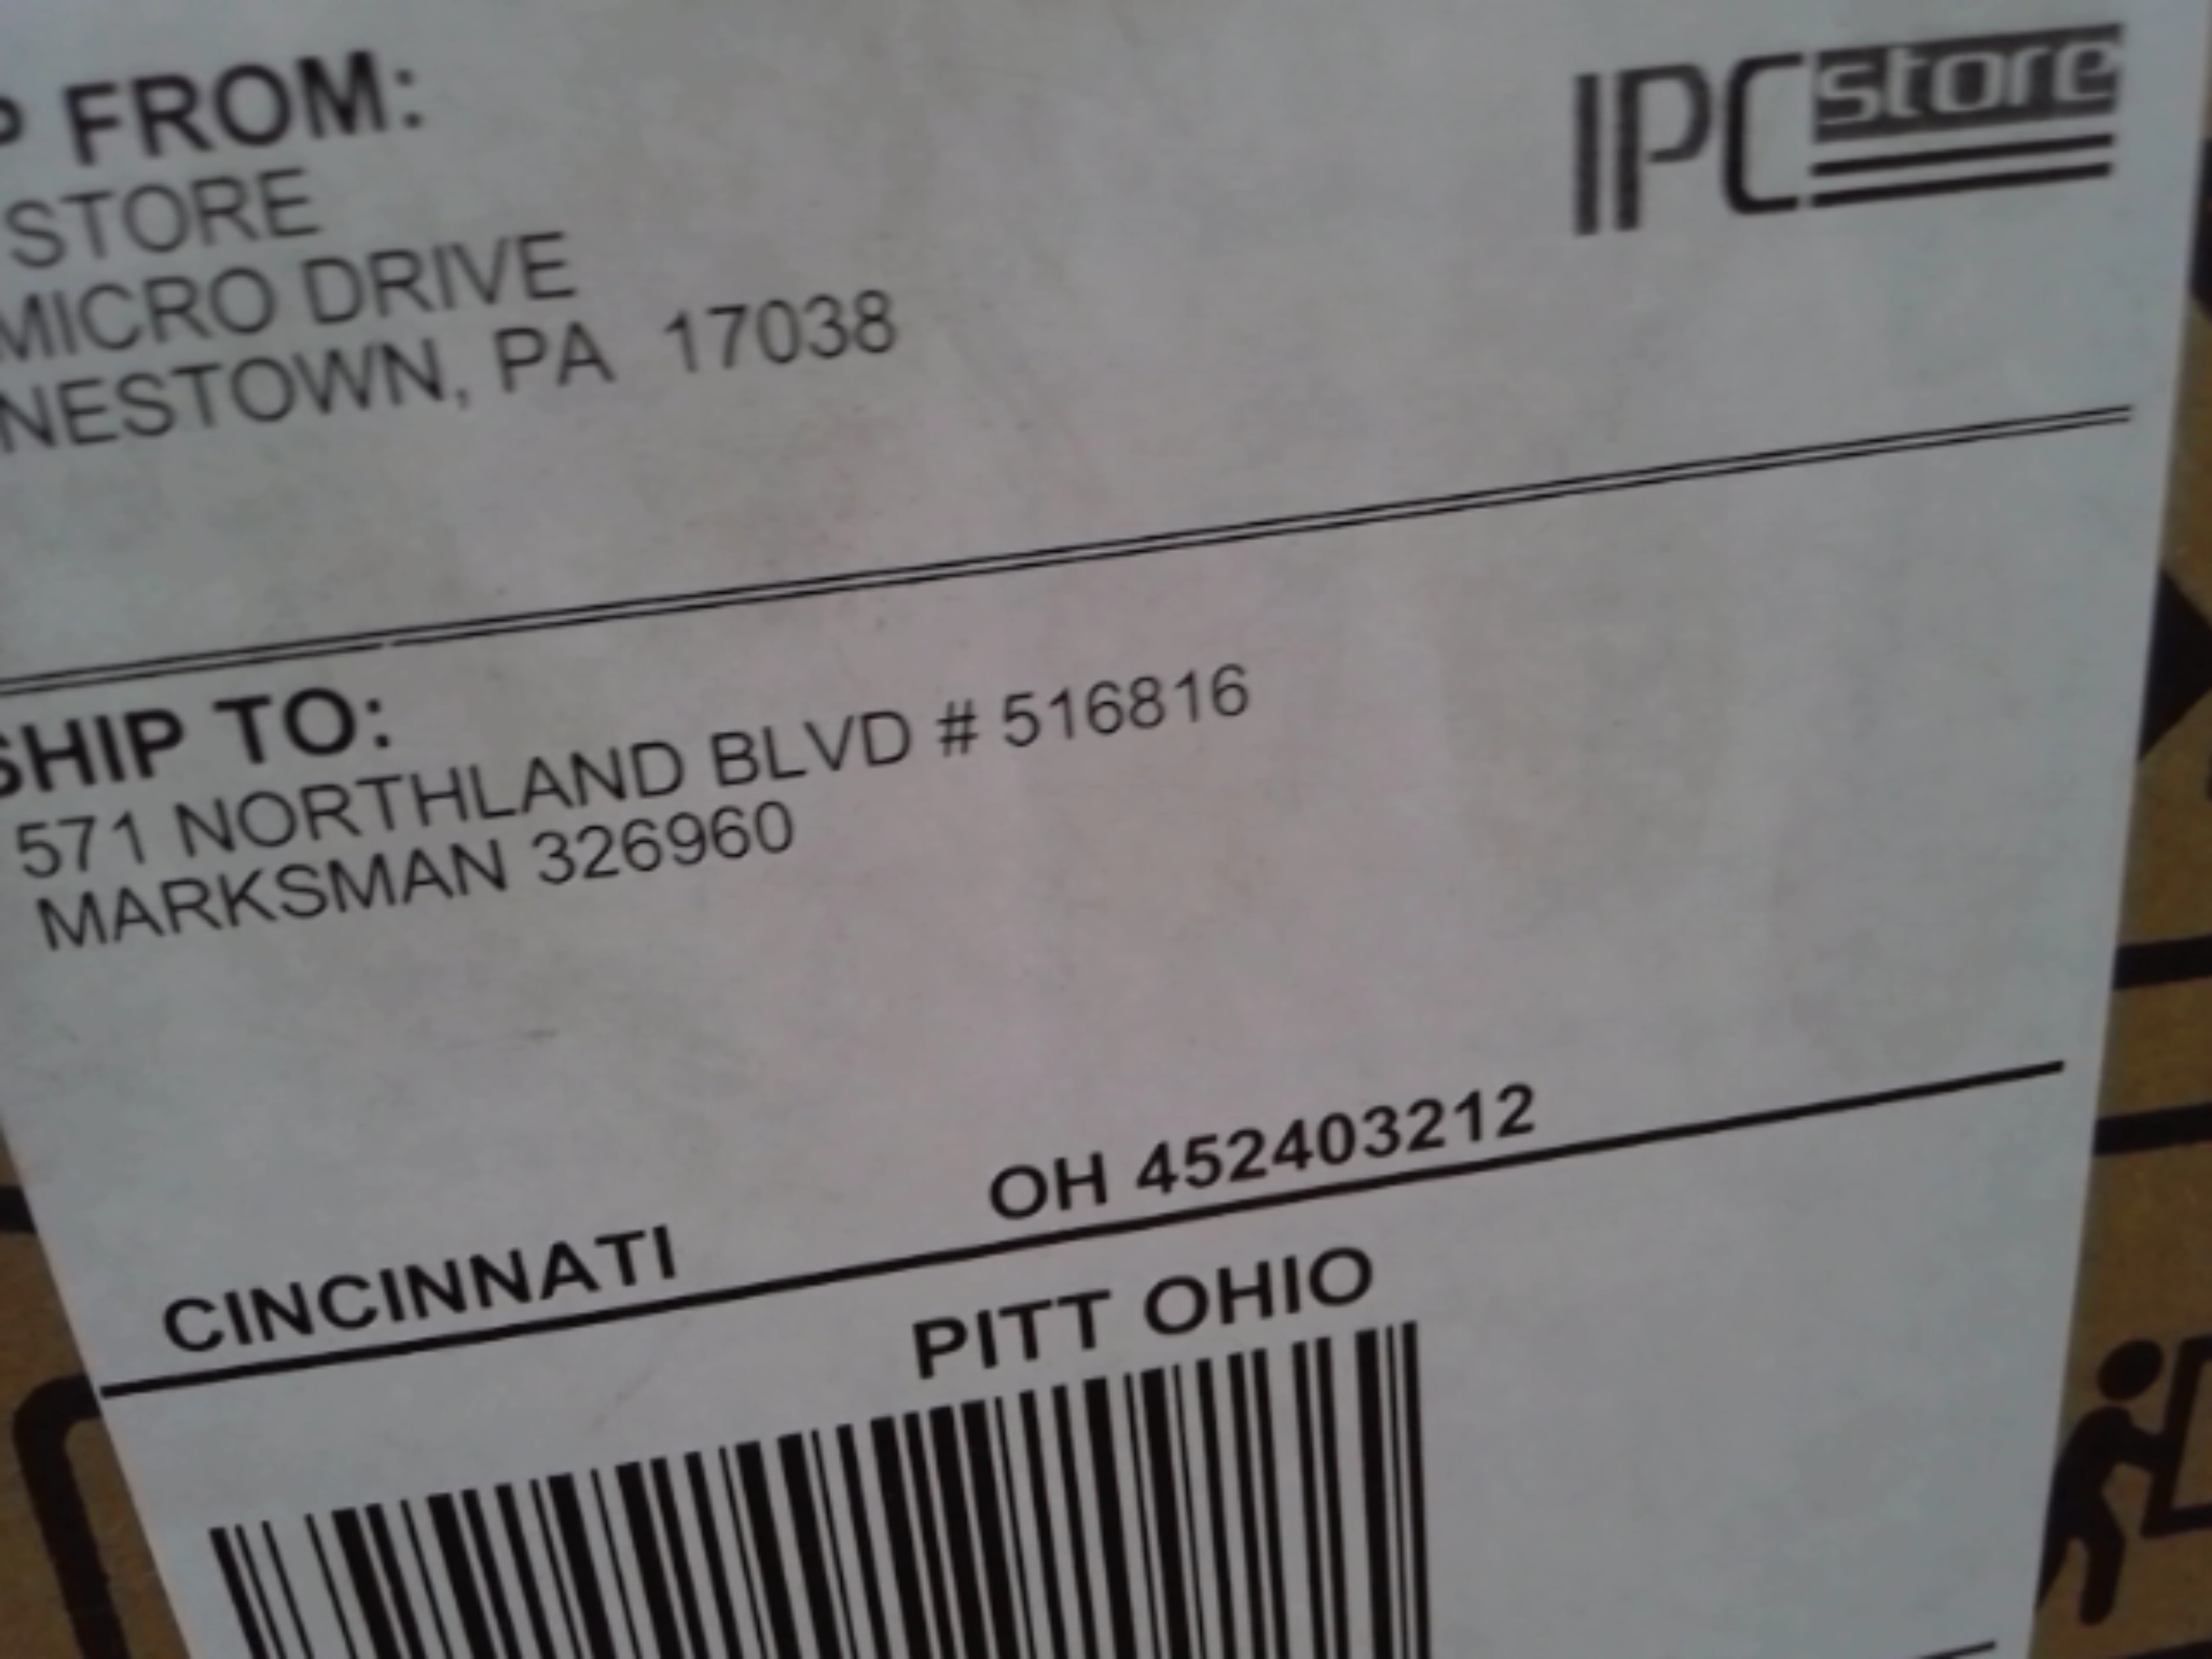 P FROM:
IPC store
STORE
MICRO DRIVE
NESTOWN, PA 17038
SHIP TO:
571 NORTHLAND BLVD # 516816
MARKSMAN 326960
CINCINNATI OH 452403212
PITT OHIO